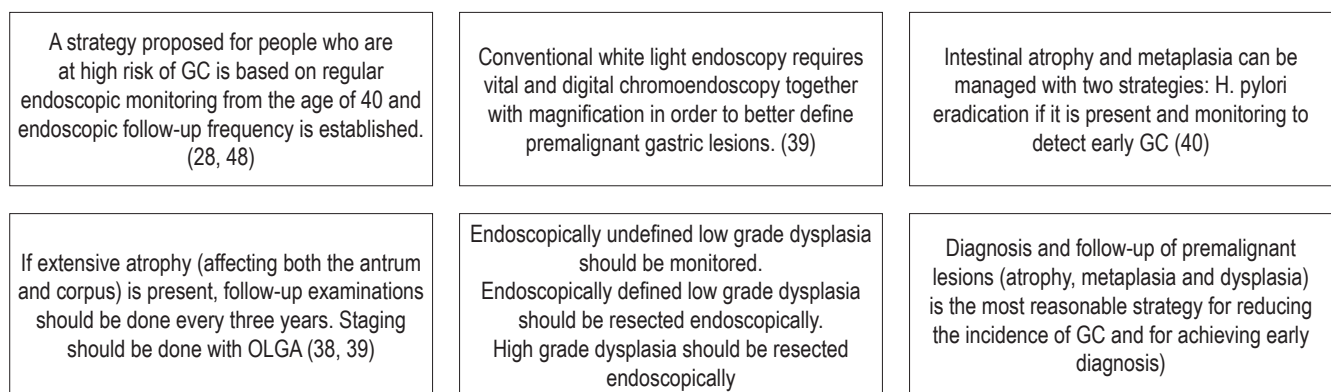 A strategy proposed for people who are
at high risk of GC is based on regular
endoscopic monitoring from the age of 40 and
endoscopic follow-up frequency is established.
(28, 48)
Conventional white light endoscopy requires
vital and digital chromoendoscopy together
with magnification in order to better define
premalignant gastric lesions. (39)
Intestinal atrophy and metaplasia can be
managed with two strategies: H. pylori
eradication if it is present and monitoring to
detect early GC (40)
If extensive atrophy (affecting both the antrum
and corpus) is present, follow-up examinations
should be done every three years. Staging
should be done with OLGA (38, 39)
Endoscopically undefined low grade dysplasia
should be monitored.
Endoscopically defined low grade dysplasia
should be resected endoscopically.
High grade dysplasia should be resected
endoscopically
Diagnosis and follow-up of premalignant
lesions (atrophy, metaplasia and dysplasia)
is the most reasonable strategy for reducing
the incidence of GC and for achieving early
diagnosis)